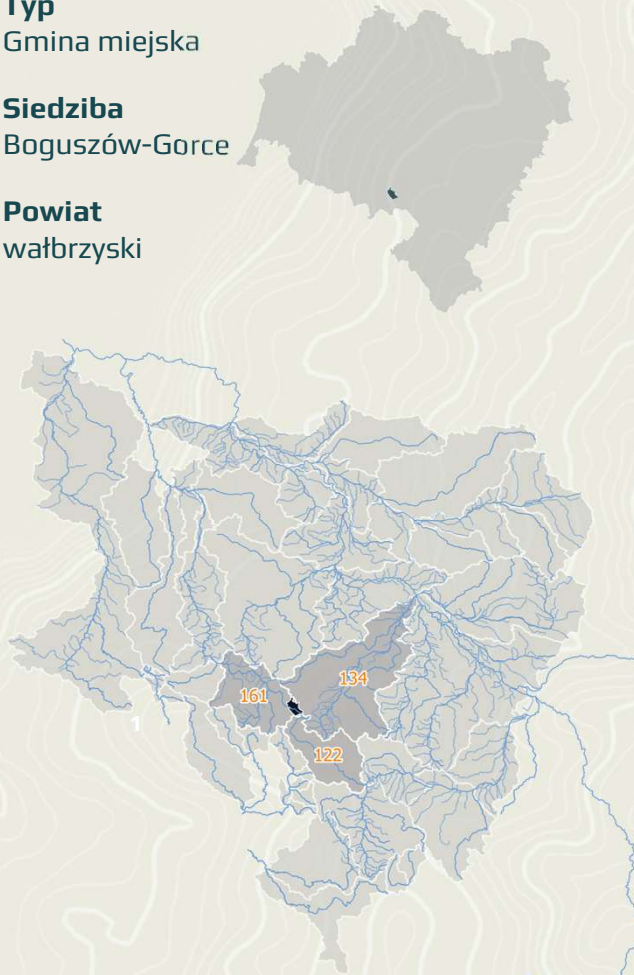 Typ
Gmina miejska
Siedziba
Boguszów-Gorce
Powiat
wałbrzyski
134
161
122